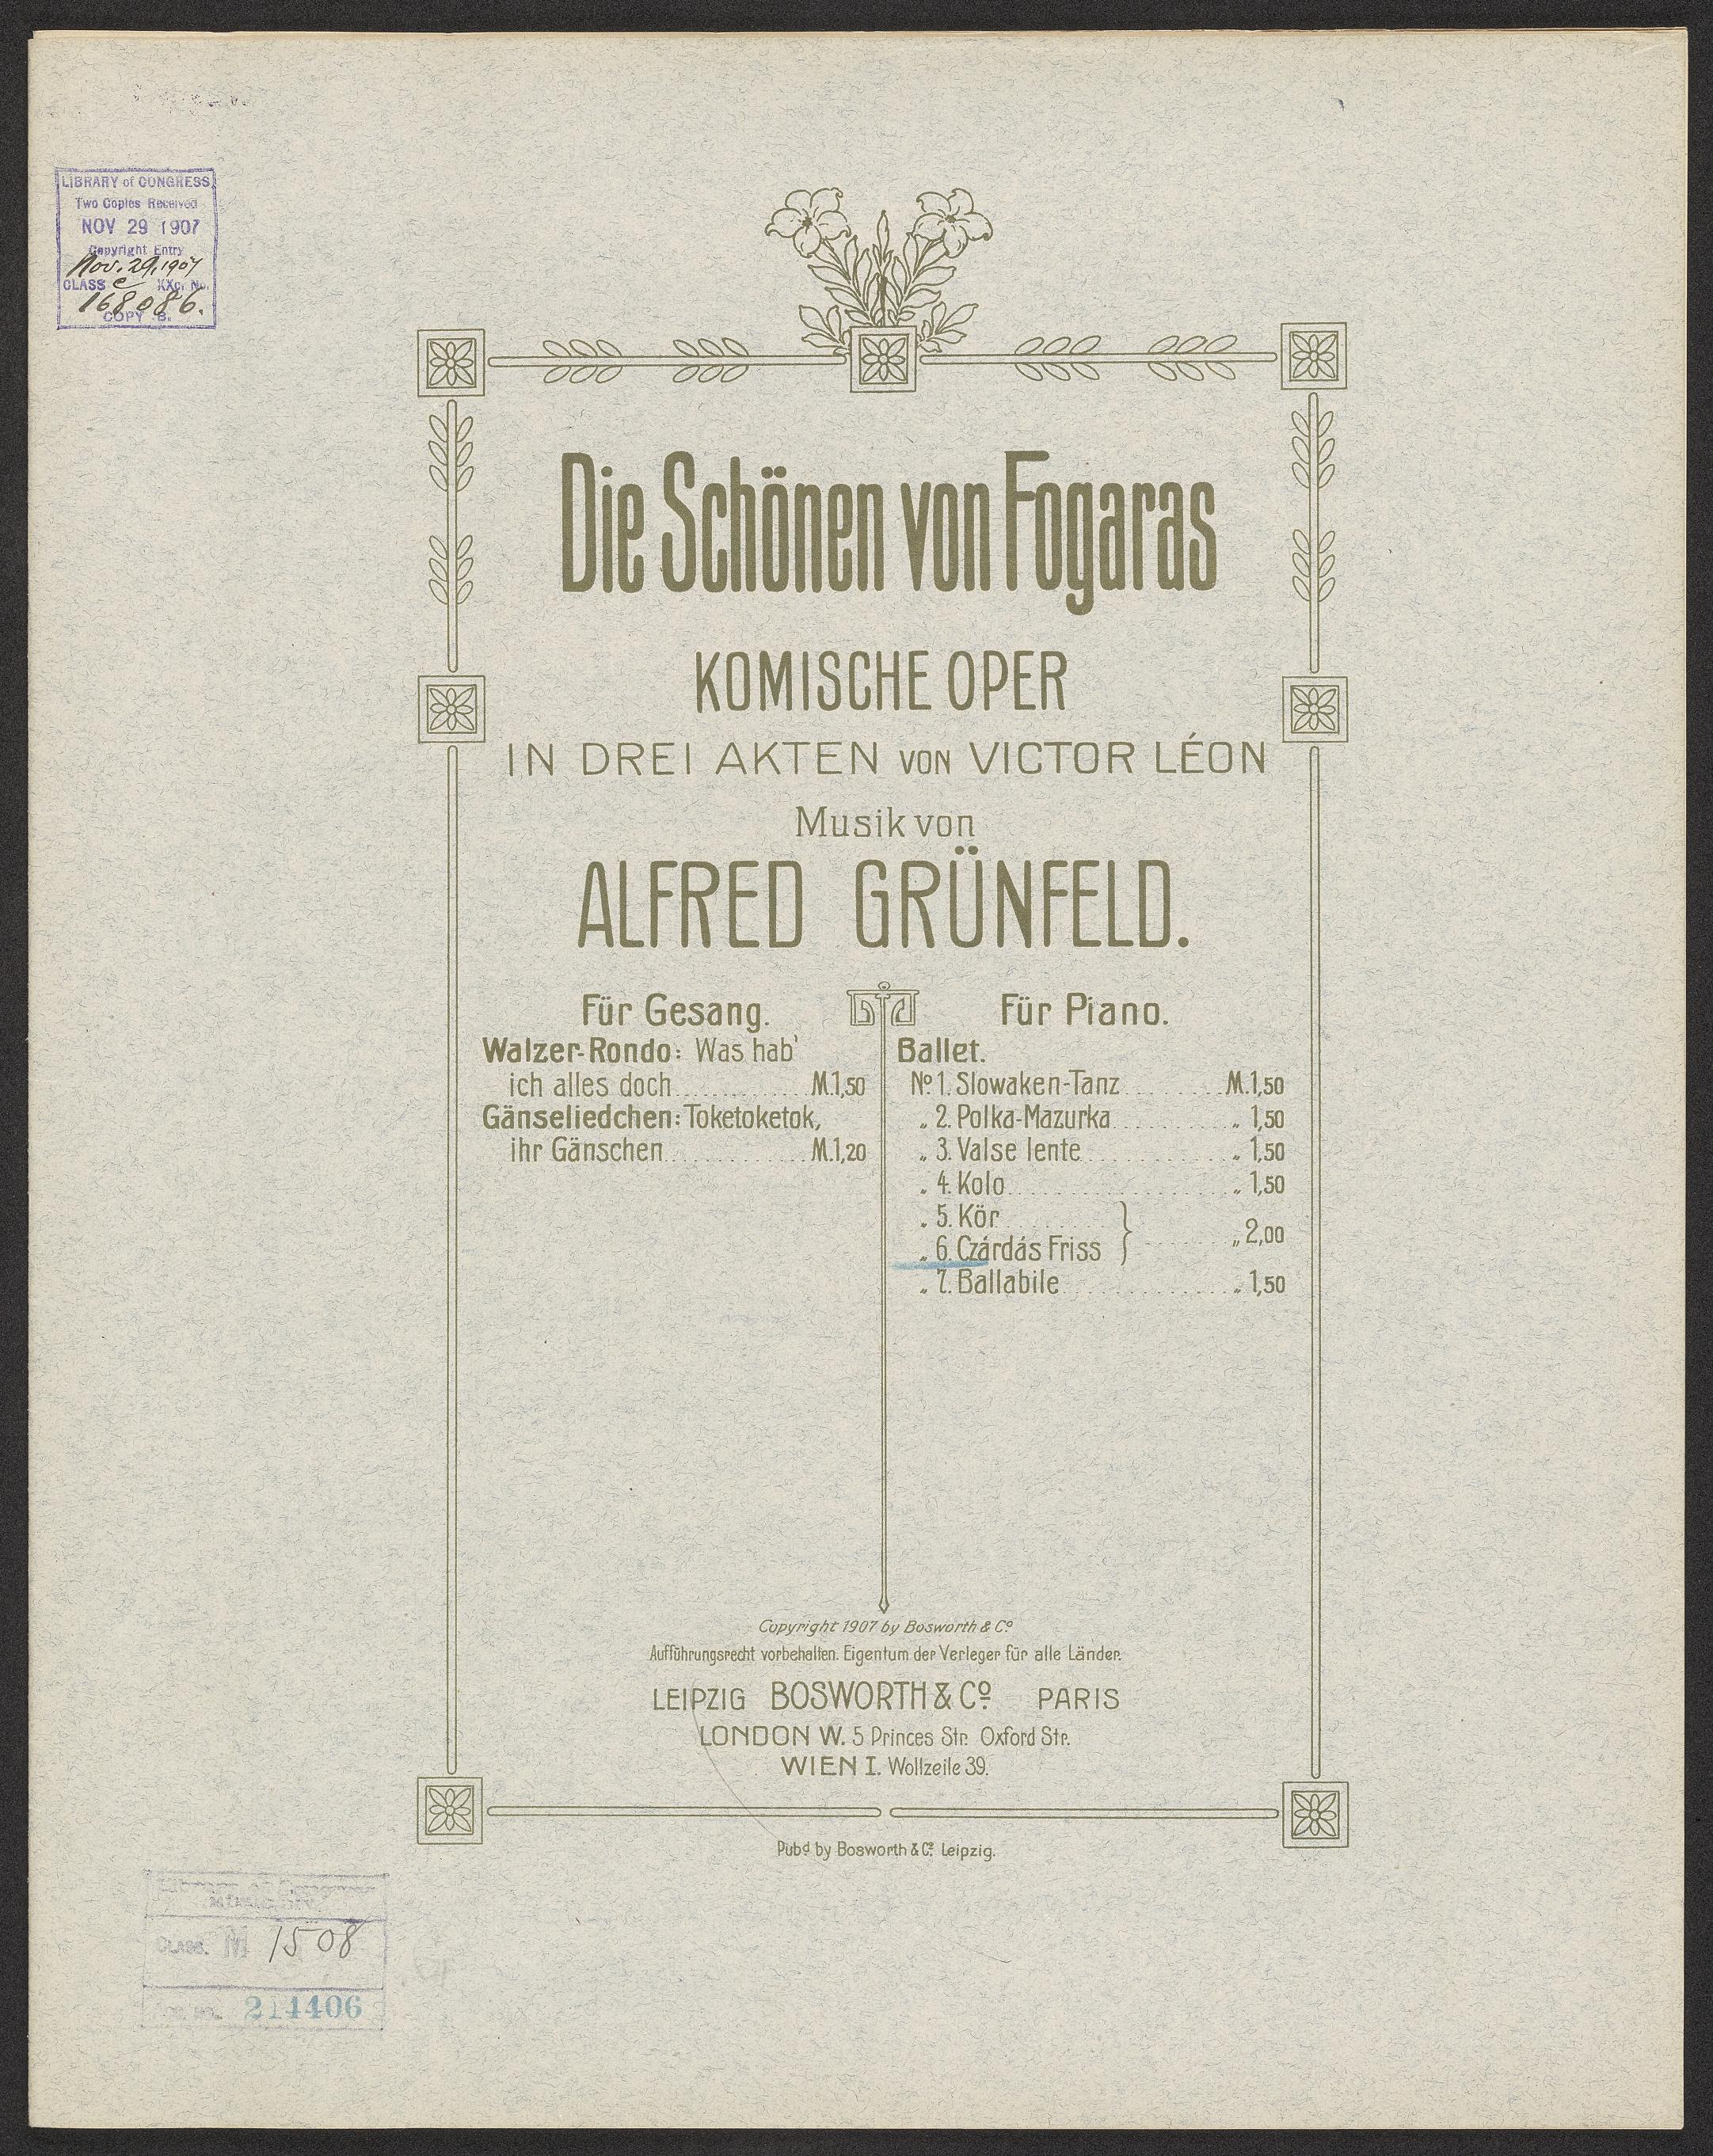 LIBRARY of CONGRESS
Two Copies Received
NOV 29 1907
Copyright Entry
Nov. 29, 1907
CLASS C XXc. No.
168086.
COPY B.
Die Schönen von Fogaras
KOMISCHE OPER
IN DREI AKTEN VON VICTOR LÉON
Musik von
ALFRED GRÜNFELD.
Für Gesang.
Walzer-Rondo: Was hab'
ich alles doch M.1,50
Gänseliedchen: Toketoketok,
ihr Gänschen M.1,20
Für Piano.
Ballet.
No 1. Slowaken-Tanz M.1,50
„ 2. Polka-Mazurka „ 1,50
„ 3. Valse lente „ 1,50
„ 4. Kolo „ 1,50
„ 5. Kör
„ 6. Czárdás Friss „ 2,00
„ 7. Ballabile „ 1,50
Copyright 1907 by Bosworth & Co
Aufführungsrecht vorbehalten. Eigentum der Verleger für alle Länder.
LEIPZIG BOSWORTH & Co PARIS
LONDON W. 5 Princes Str. Oxford Str.
WIEN I. Wollzeile 39.
Pubd by Bosworth & Co Leipzig.
Library of Congress
CLASS. M 1508
214406